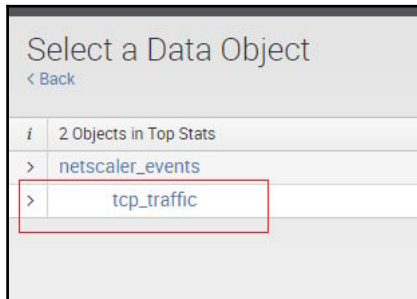 Select a Data Object
< Back
i 2 Objects in Top Stats
> netscaler_events
> tcp_traffic